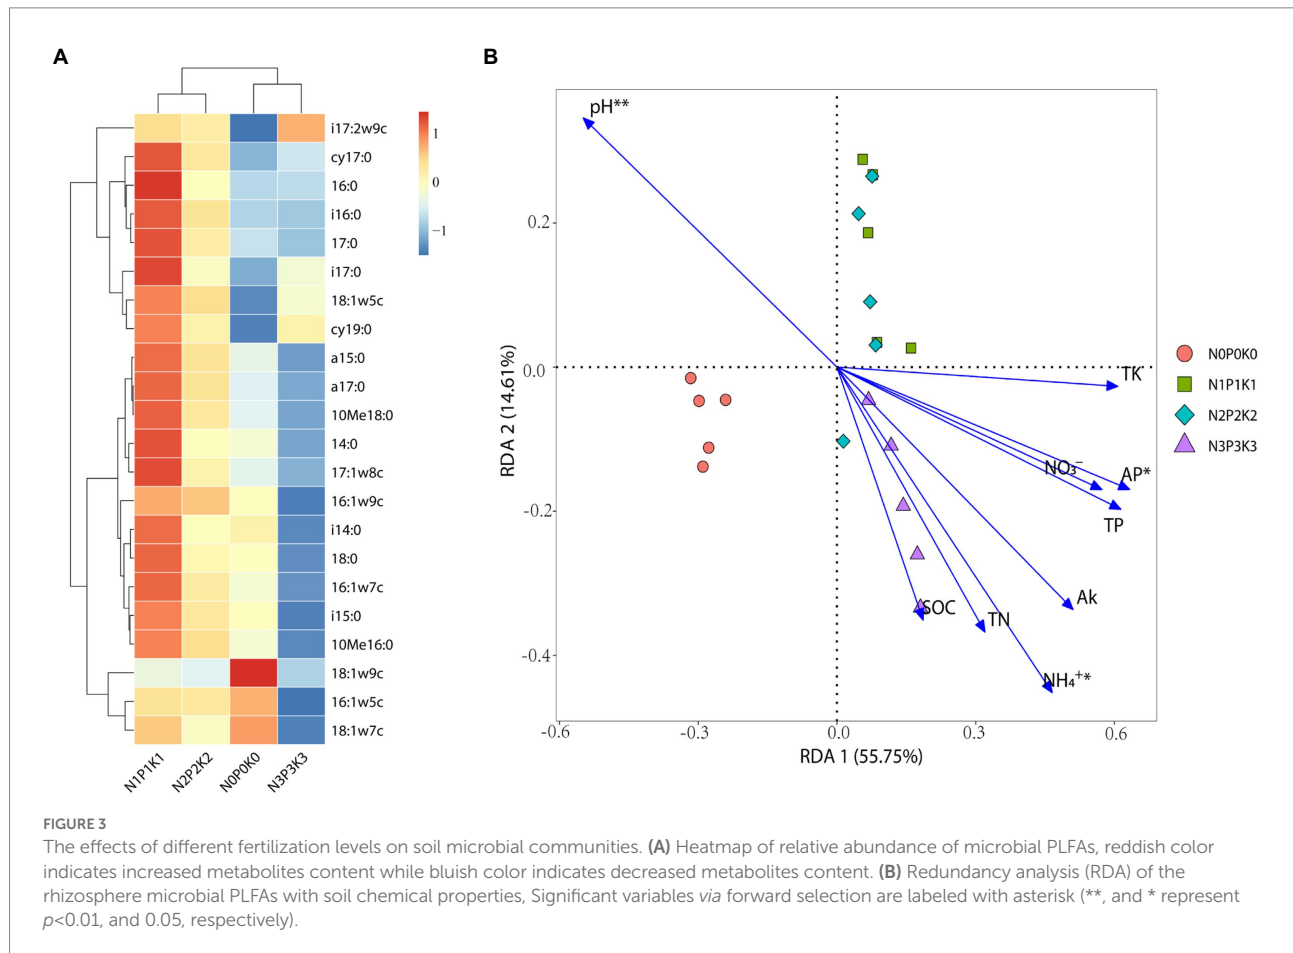 A
i17:2w9c
cy17:0
16:0
i16:0
17:0
i17:0
18:1w5c
cy19:0
a15:0
a17:0
10Me18:0
14:0
17:1w8c
16:1w9c
i14:0
18:0
16:1w7c
i15:0
10Me16:0
18:1w9c
16:1w5c
18:1w7c
N1P1K1
N2P2K2
N0P0K0
N3P3K3
1
0
−1
B
RDA 2 (14.61%)
0.2
0.0
-0.2
-0.4
-0.6
-0.3
0.0
0.3
0.6
RDA 1 (55.75%)
pH**
TK
NO₃⁻
AP*
TP
Ak
SOC
TN
NH₄⁺*
N0P0K0
N1P1K1
N2P2K2
N3P3K3
FIGURE 3
The effects of different fertilization levels on soil microbial communities. (A) Heatmap of relative abundance of microbial PLFAs, reddish color
indicates increased metabolites content while bluish color indicates decreased metabolites content. (B) Redundancy analysis (RDA) of the
rhizosphere microbial PLFAs with soil chemical properties, Significant variables via forward selection are labeled with asterisk (**, and * represent
p<0.01, and 0.05, respectively).